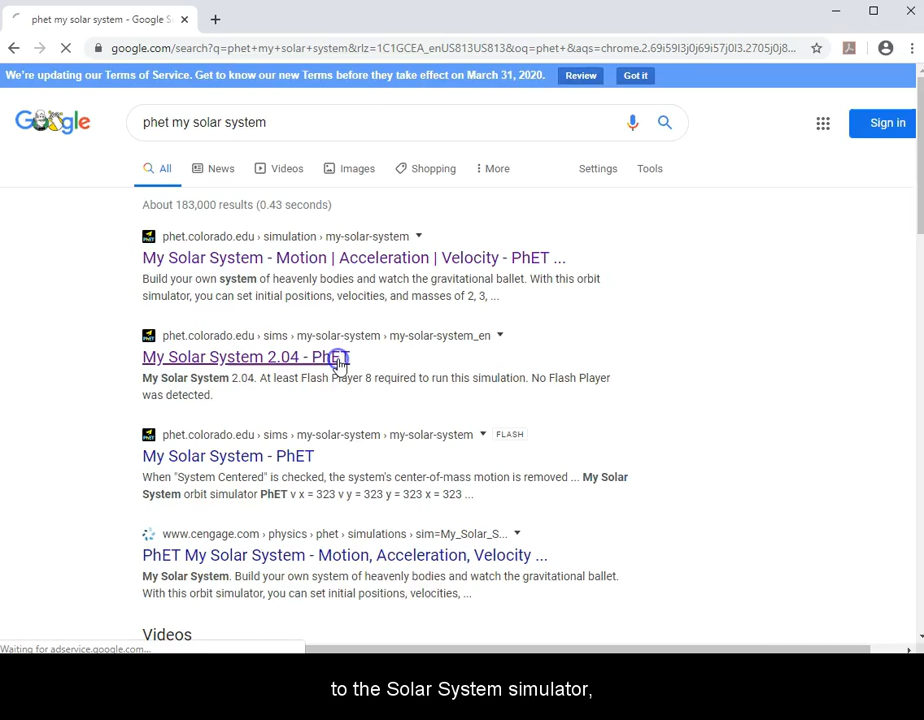 phet my solar system - Google S
google.com/search?q=phet+my+solar+system&rlz=1C1GCEA_enUS813US813&oq=phet+&aqs=chrome.2.69i59l3j0j69i57j0l3.2705j0j8...
We're updating our Terms of Service. Get to know our new Terms before they take effect on March 31, 2020. Review Got it
Google phet my solar system Sign in
All News Videos Images Shopping More Settings Tools
About 183,000 results (0.43 seconds)
phet.colorado.edu › simulation › my-solar-system
My Solar System - Motion | Acceleration | Velocity - PhET ...
Build your own system of heavenly bodies and watch the gravitational ballet. With this orbit
simulator, you can set initial positions, velocities, and masses of 2, 3, ...
phet.colorado.edu › sims › my-solar-system › my-solar-system_en
My Solar System 2.04 - PhET
My Solar System 2.04. At least Flash Player 8 required to run this simulation. No Flash Player
was detected.
phet.colorado.edu › sims › my-solar-system › my-solar-system FLASH
My Solar System - PhET
When "System Centered" is checked, the system's center-of-mass motion is removed ... My Solar
System orbit simulator PhET v x = 323 v y = 323 y = 323 x = 323 ...
www.cengage.com › physics › phet › simulations › sim=My_Solar_S...
PhET My Solar System - Motion, Acceleration, Velocity ...
My Solar System. Build your own system of heavenly bodies and watch the gravitational ballet.
With this orbit simulator, you can set initial positions, velocities, ...
Videos
Waiting for adservice.google.com...
to the Solar System simulator,